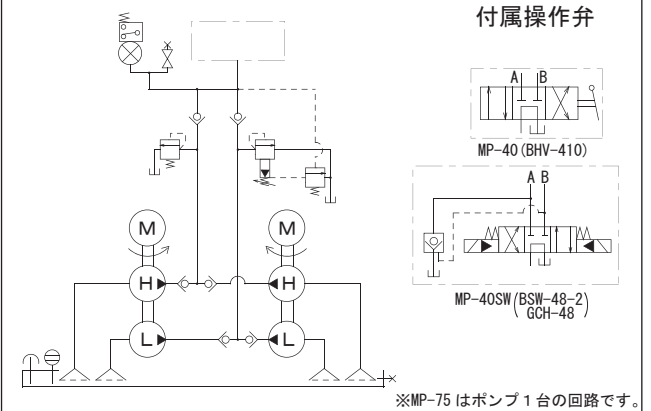 付属操作弁
A B
MP-40(BHV-410)
A B
MP-40SW(BSW-48-2
GCH-48)
M M
H H
L L
※MP-75はポンプ1台の回路です。